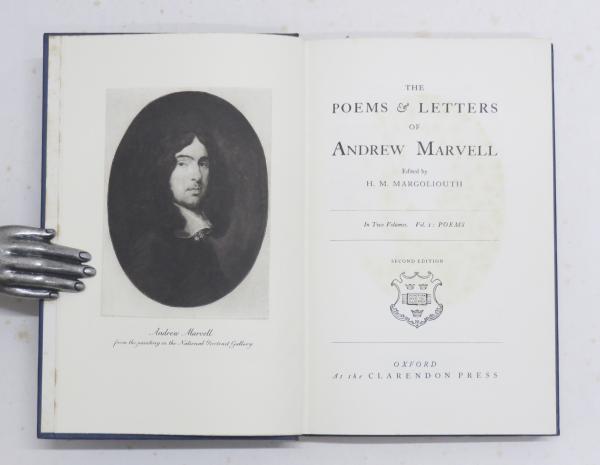 Andrew Marvell
from the painting in the National Portrait Gallery
THE
POEMS & LETTERS
OF
ANDREW MARVELL
Edited by
H. M. MARGOLIOUTH
In Two Volumes. Vol. I: POEMS
SECOND EDITION
OXFORD
At the CLARENDON PRESS